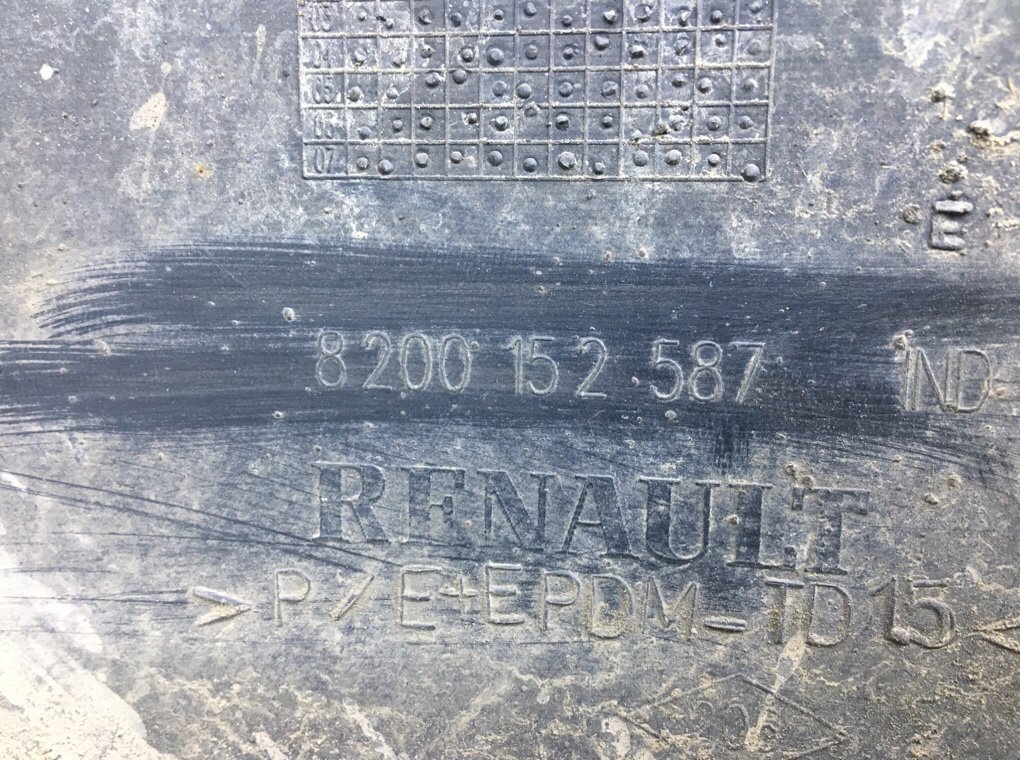 03
04
05
06
07
E
8200 152 587 IND-
RENAULT
>P/E+EPDM-TD15<